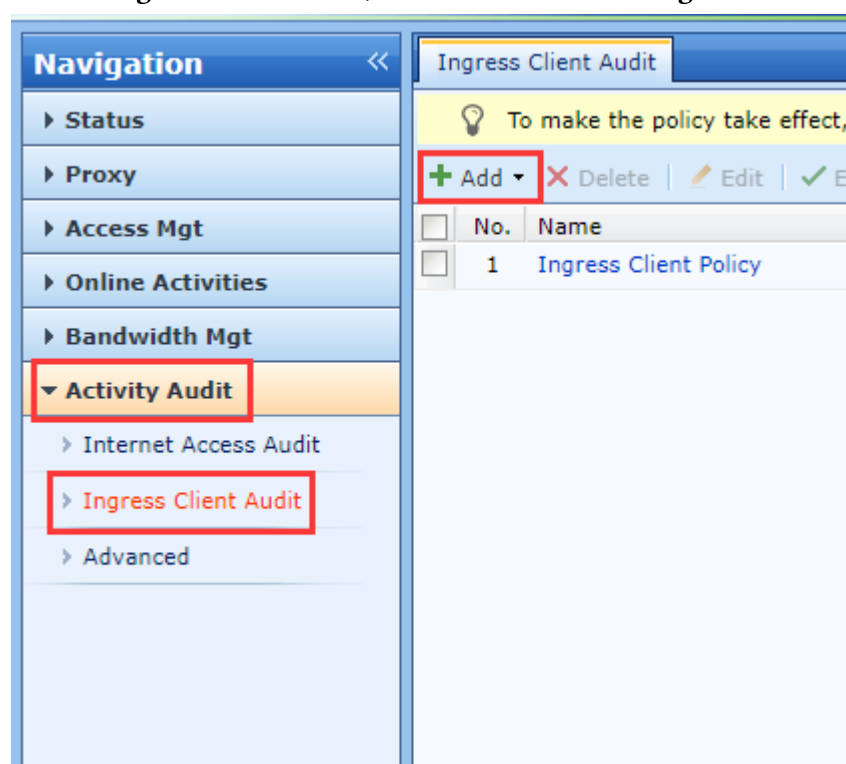 Navigation
Status
Proxy
Access Mgt
Online Activities
Bandwidth Mgt
Activity Audit
Internet Access Audit
Ingress Client Audit
Advanced
Ingress Client Audit
To make the policy take effect,
Add Delete Edit E
No. Name
1 Ingress Client Policy